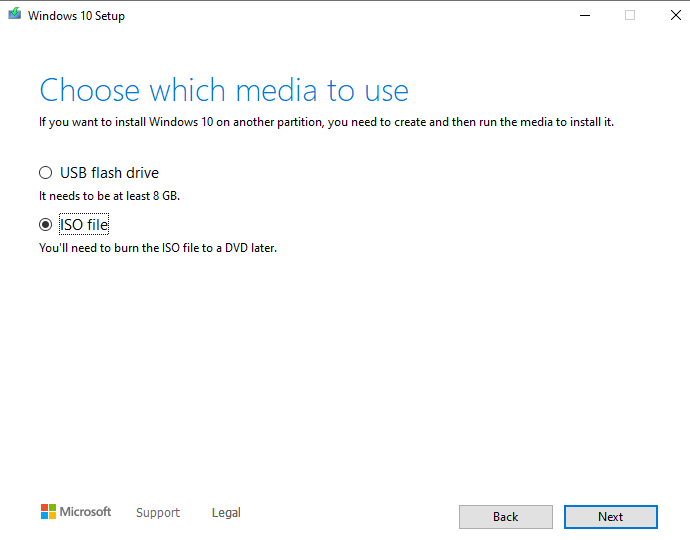 Windows 10 Setup
Choose which media to use
If you want to install Windows 10 on another partition, you need to create and then run the media to install it.
USB flash drive
It needs to be at least 8 GB.
ISO file
You'll need to burn the ISO file to a DVD later.
Microsoft Support Legal Back Next